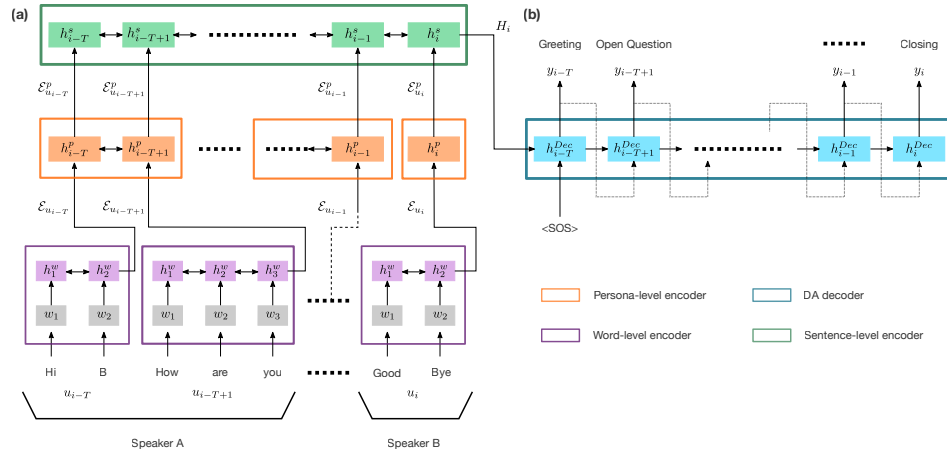 (a)
h^s_{i-T} h^s_{i-T+1} h^s_{i-1} h^s_i
H_i
ℰ^p_{u_{i-T}} ℰ^p_{u_{i-T+1}} ℰ^p_{u_{i-1}} ℰ^p_{u_i}
h^p_{i-T} h^p_{i-T+1} h^p_{i-1} h^p_i
ℰ_{u_{i-T}} ℰ_{u_{i-T+1}} ℰ_{u_{i-1}} ℰ_{u_i}
h^w_1 h^w_2 h^w_1 h^w_2 h^w_3 h^w_1 h^w_2
w_1 w_2 w_1 w_2 w_3 w_1 w_2
Hi B How are you Good Bye
u_{i-T} u_{i-T+1} u_i
Speaker A Speaker B
(b)
Greeting Open Question Closing
y_{i-T} y_{i-T+1} y_{i-1} y_i
h^{Dec}_{i-T} h^{Dec}_{i-T+1} h^{Dec}_{i-1} h^{Dec}_i
<SOS>
Persona-level encoder DA decoder
Word-level encoder Sentence-level encoder